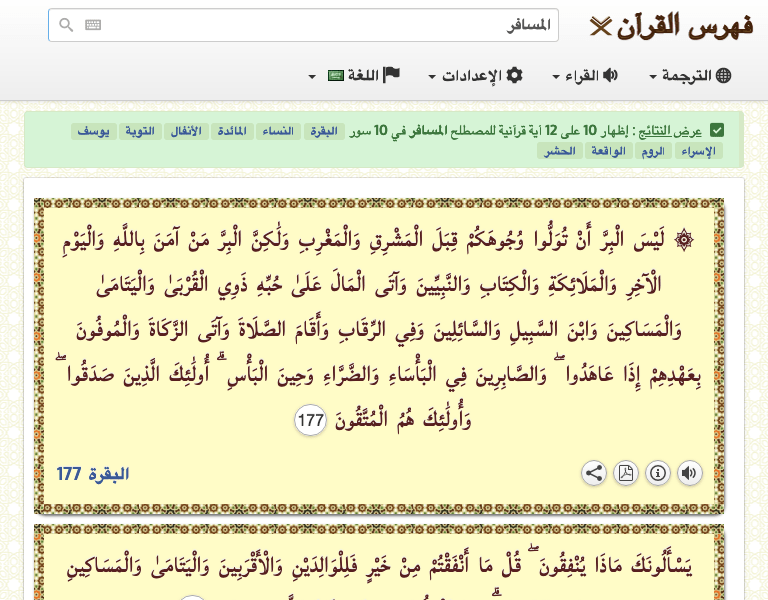 فهرس القرآن
المسافر
الترجمة القراء الإعدادات اللغة
عرض النتائج : إظهار 10 على 12 آية قرآنية للمصطلح المسافر في 10 سور البقرة النساء المائدة الأنفال التوبة يوسف
الإسراء الروم الواقعة الحشر
۞ لَيْسَ الْبِرَّ أَنْ تُوَلُّوا وُجُوهَكُمْ قِبَلَ الْمَشْرِقِ وَالْمَغْرِبِ وَلَٰكِنَّ الْبِرَّ مَنْ آمَنَ بِاللَّهِ وَالْيَوْمِ
الْآخِرِ وَالْمَلَائِكَةِ وَالْكِتَابِ وَالنَّبِيِّينَ وَآتَى الْمَالَ عَلَىٰ حُبِّهِ ذَوِي الْقُرْبَىٰ وَالْيَتَامَىٰ
وَالْمَسَاكِينَ وَابْنَ السَّبِيلِ وَالسَّائِلِينَ وَفِي الرِّقَابِ وَأَقَامَ الصَّلَاةَ وَآتَى الزَّكَاةَ وَالْمُوفُونَ
بِعَهْدِهِمْ إِذَا عَاهَدُوا ۖ وَالصَّابِرِينَ فِي الْبَأْسَاءِ وَالضَّرَّاءِ وَحِينَ الْبَأْسِ ۗ أُولَٰئِكَ الَّذِينَ صَدَقُوا ۖ
وَأُولَٰئِكَ هُمُ الْمُتَّقُونَ 177
البقرة 177
يَسْأَلُونَكَ مَاذَا يُنْفِقُونَ ۖ قُلْ مَا أَنْفَقْتُمْ مِنْ خَيْرٍ فَلِلْوَالِدَيْنِ وَالْأَقْرَبِينَ وَالْيَتَامَىٰ وَالْمَسَاكِينِ